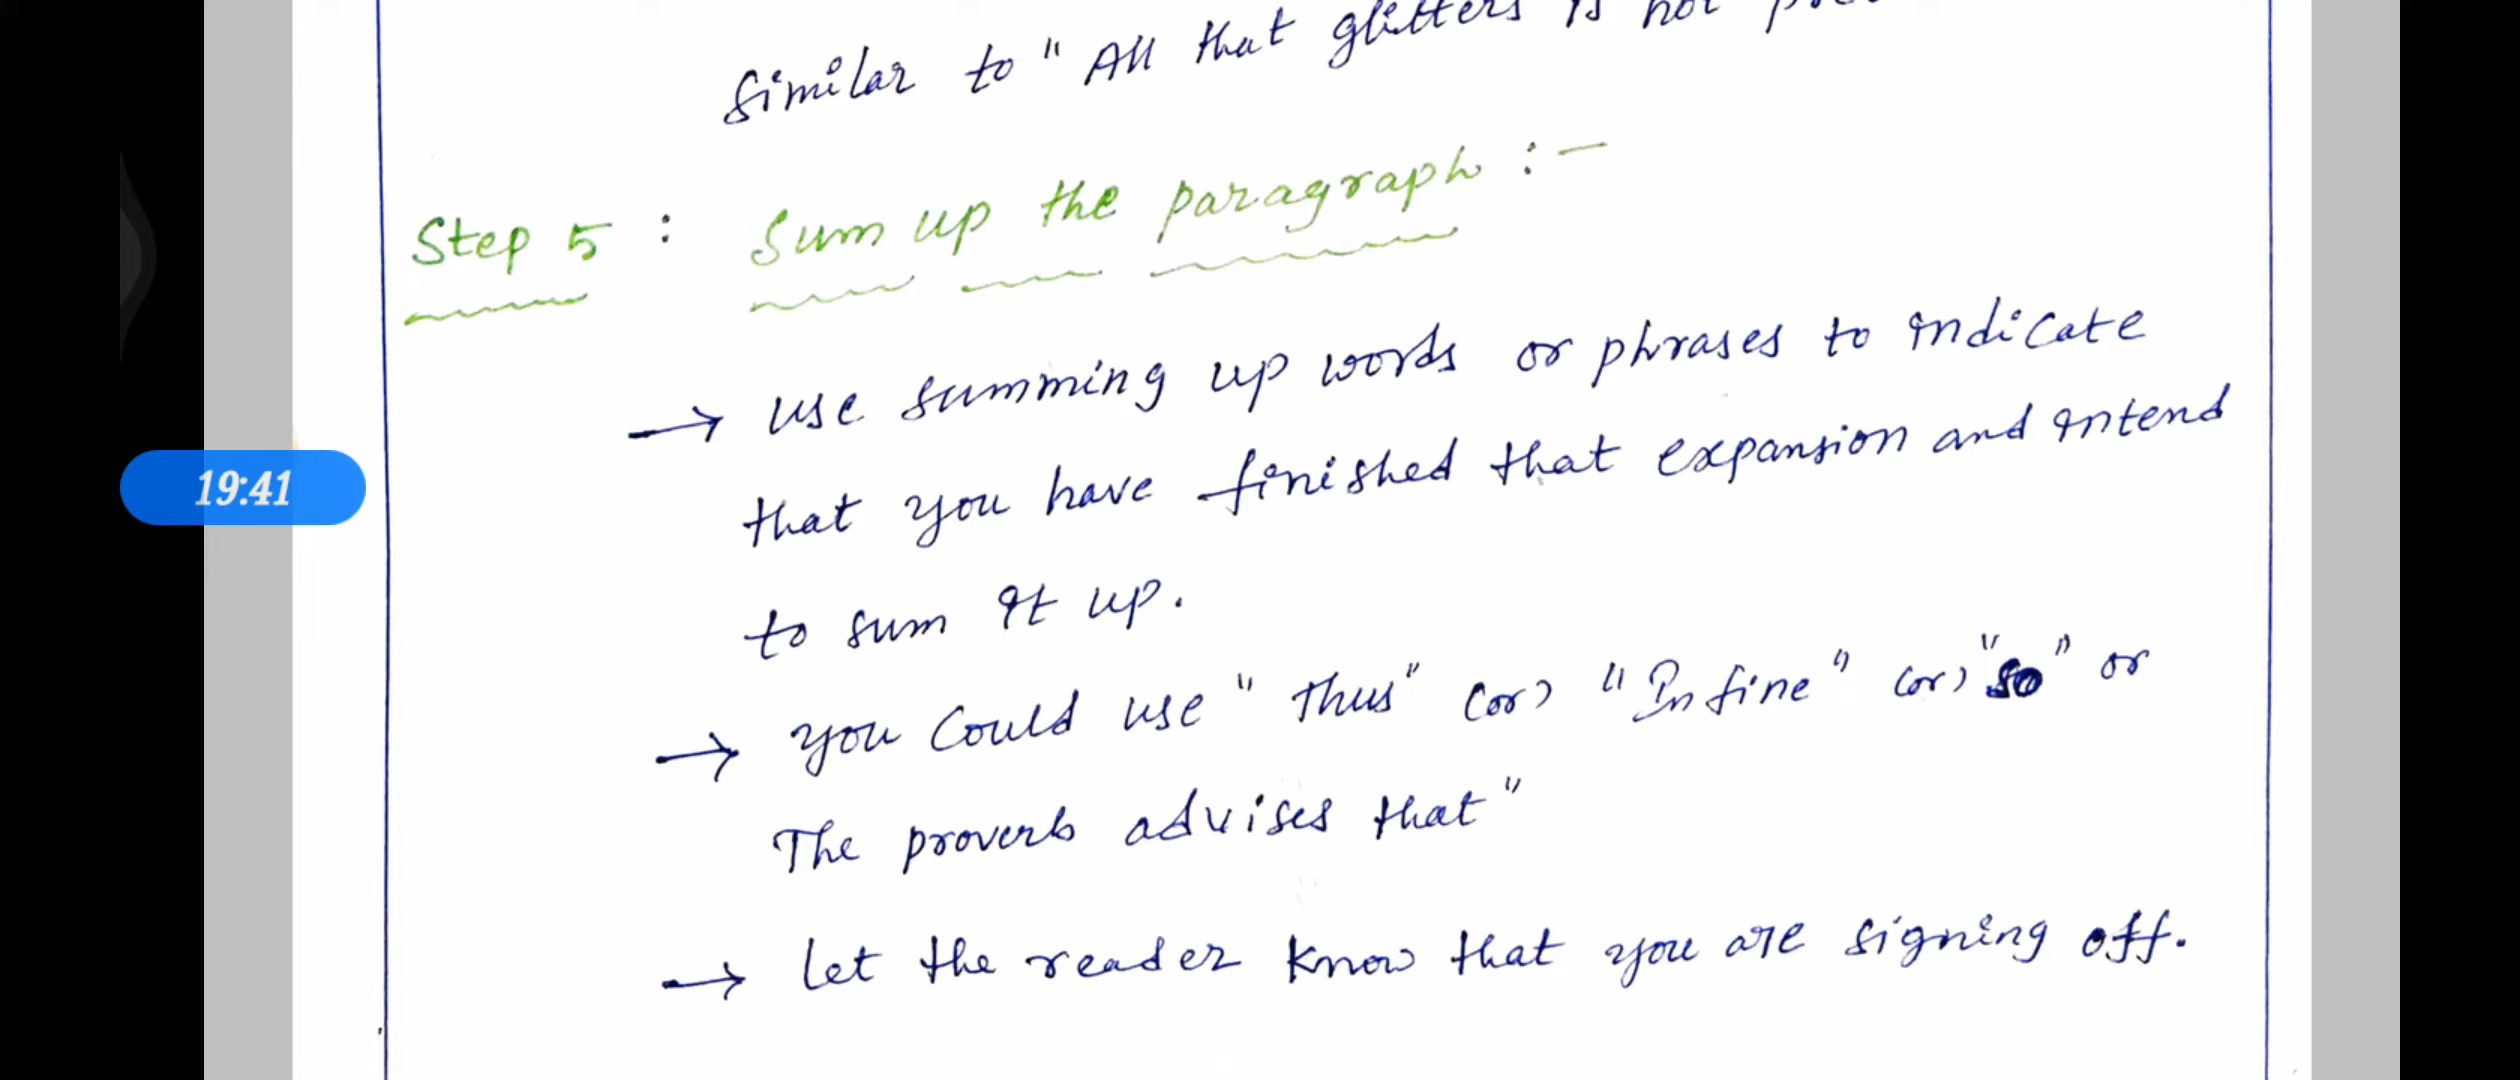 Similar to " All that glitters is not
Step 5 : Sum up the paragraph :-
→ use summing up words or phrases to indicate
that you have finished that expansion and intend
to sum it up.
→ you could use " thus" (or) "In fine" (or) "so" or
The proverb advises that"
19:41
→ let the reader know that you are signing off.